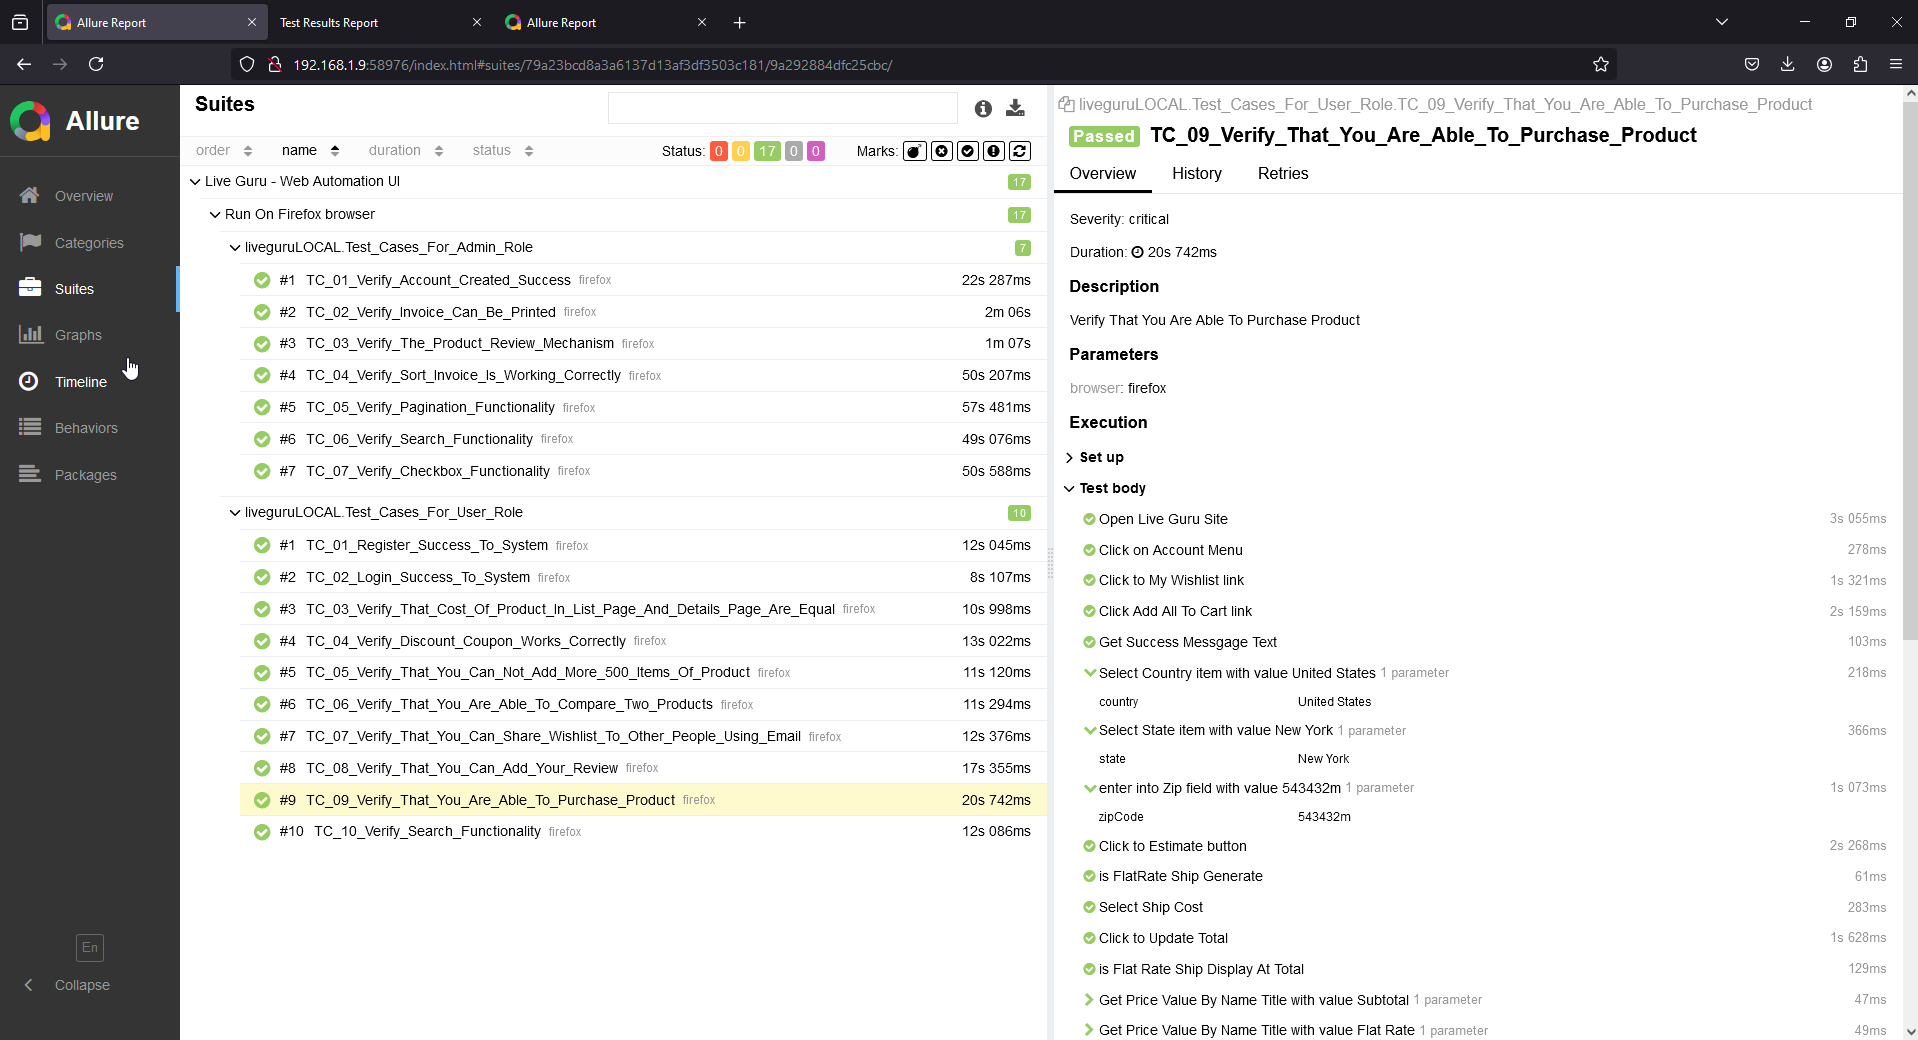 Allure Report
Test Results Report
Allure Report
192.168.1.9:58976/index.html#suites/79a23bcd8a3a6137d13af3df3503c181/9a292884dfc25cbc/
Allure
Overview
Categories
Suites
Graphs
Timeline
Behaviors
Packages
En
Collapse
Suites
order name duration status Status: 0 0 17 0 0 Marks:
Live Guru - Web Automation UI 17
Run On Firefox browser 17
liveguruLOCAL.Test_Cases_For_Admin_Role 7
#1 TC_01_Verify_Account_Created_Success firefox 22s 287ms
#2 TC_02_Verify_Invoice_Can_Be_Printed firefox 2m 06s
#3 TC_03_Verify_The_Product_Review_Mechanism firefox 1m 07s
#4 TC_04_Verify_Sort_Invoice_Is_Working_Correctly firefox 50s 207ms
#5 TC_05_Verify_Pagination_Functionality firefox 57s 481ms
#6 TC_06_Verify_Search_Functionality firefox 49s 076ms
#7 TC_07_Verify_Checkbox_Functionality firefox 50s 588ms
liveguruLOCAL.Test_Cases_For_User_Role 10
#1 TC_01_Register_Success_To_System firefox 12s 045ms
#2 TC_02_Login_Success_To_System firefox 8s 107ms
#3 TC_03_Verify_That_Cost_Of_Product_In_List_Page_And_Details_Page_Are_Equal firefox 10s 998ms
#4 TC_04_Verify_Discount_Coupon_Works_Correctly firefox 13s 022ms
#5 TC_05_Verify_That_You_Can_Not_Add_More_500_Items_Of_Product firefox 11s 120ms
#6 TC_06_Verify_That_You_Are_Able_To_Compare_Two_Products firefox 11s 294ms
#7 TC_07_Verify_That_You_Can_Share_Wishlist_To_Other_People_Using_Email firefox 12s 376ms
#8 TC_08_Verify_That_You_Can_Add_Your_Review firefox 17s 355ms
#9 TC_09_Verify_That_You_Are_Able_To_Purchase_Product firefox 20s 742ms
#10 TC_10_Verify_Search_Functionality firefox 12s 086ms
liveguruLOCAL.Test_Cases_For_User_Role.TC_09_Verify_That_You_Are_Able_To_Purchase_Product
Passed TC_09_Verify_That_You_Are_Able_To_Purchase_Product
Overview History Retries
Severity: critical
Duration: 20s 742ms
Description
Verify That You Are Able To Purchase Product
Parameters
browser: firefox
Execution
Set up
Test body
Open Live Guru Site 3s 055ms
Click on Account Menu 278ms
Click to My Wishlist link 1s 321ms
Click Add All To Cart link 2s 159ms
Get Success Messgage Text 103ms
Select Country item with value United States 1 parameter 218ms
country United States
Select State item with value New York 1 parameter 366ms
state New York
enter into Zip field with value 543432m 1 parameter 1s 073ms
zipCode 543432m
Click to Estimate button 2s 268ms
is FlatRate Ship Generate 61ms
Select Ship Cost 283ms
Click to Update Total 1s 628ms
is Flat Rate Ship Display At Total 129ms
Get Price Value By Name Title with value Subtotal 1 parameter 47ms
Get Price Value By Name Title with value Flat Rate 1 parameter 49ms